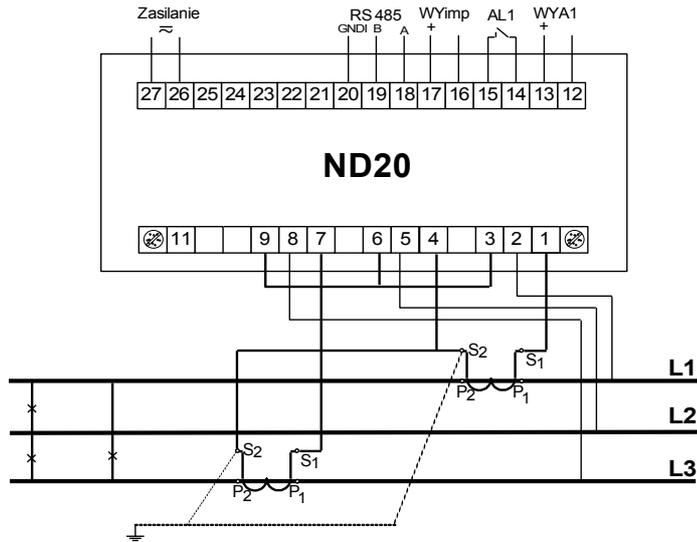 Zasilanie RS 485 WYimp AL1 WYA1
GNDI B A + +
27 26 25 24 23 22 21 20 19 18 17 16 15 14 13 12
ND20
11 9 8 7 6 5 4 3 2 1
S2 S1
L1
P2 P1
L2
S2 S1
L3
P2 P1